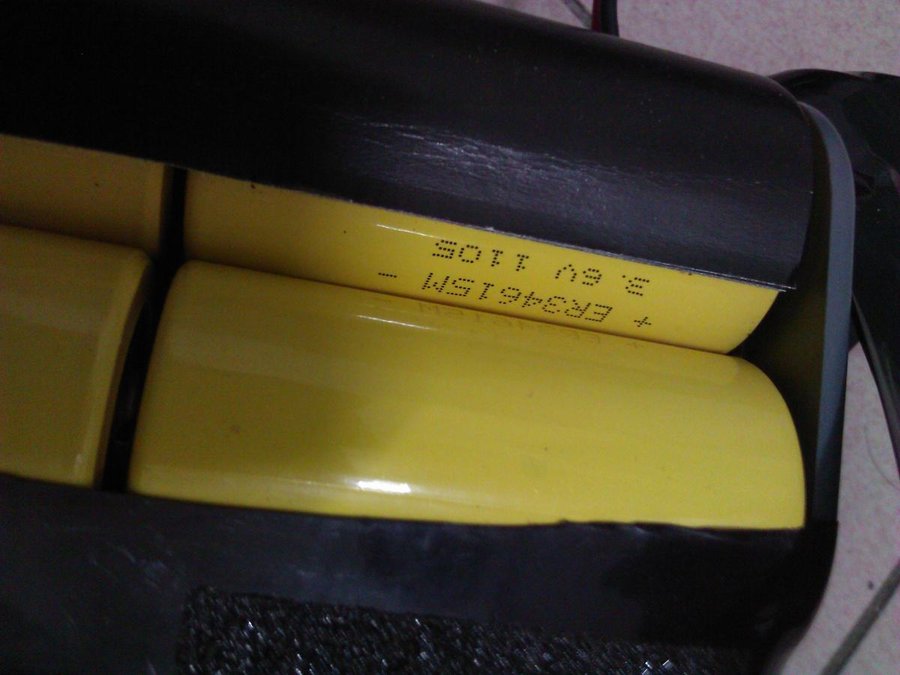 + ER34615M -
3.6V 1105